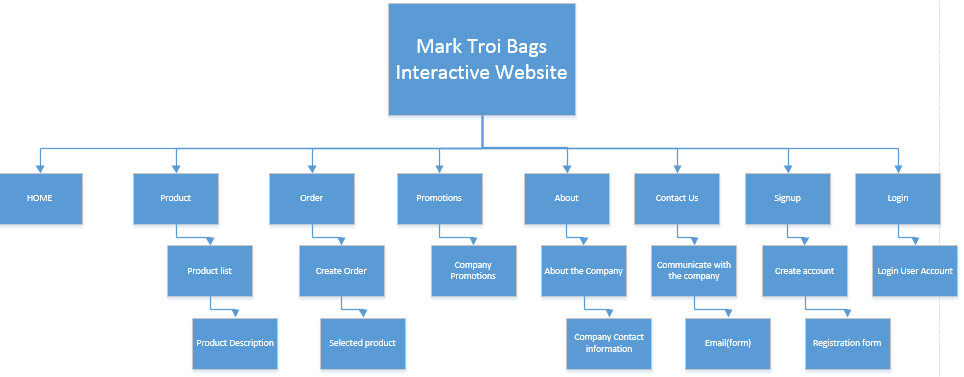 Mark Troi Bags
Interactive Website
HOME
Product
Order
Promotions
About
Contact Us
Signup
Login
Product list
Create Order
Company
Promotions
About the Company
Communicate with
the company
Create account
Login User Account
Product Description
Selected product
Company Contact
information
Email(form)
Registration form